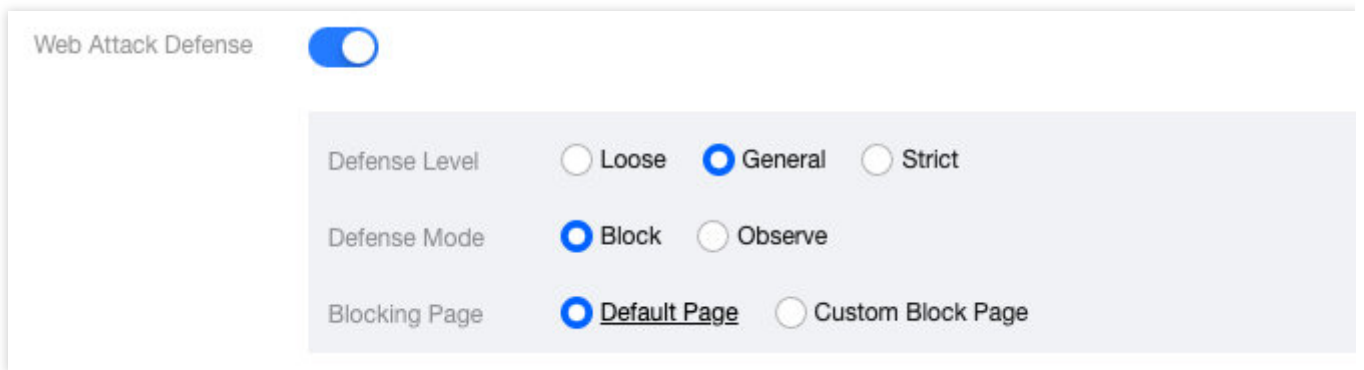 Web Attack Defense
Defense Level Loose General Strict
Defense Mode Block Observe
Blocking Page Default Page Custom Block Page